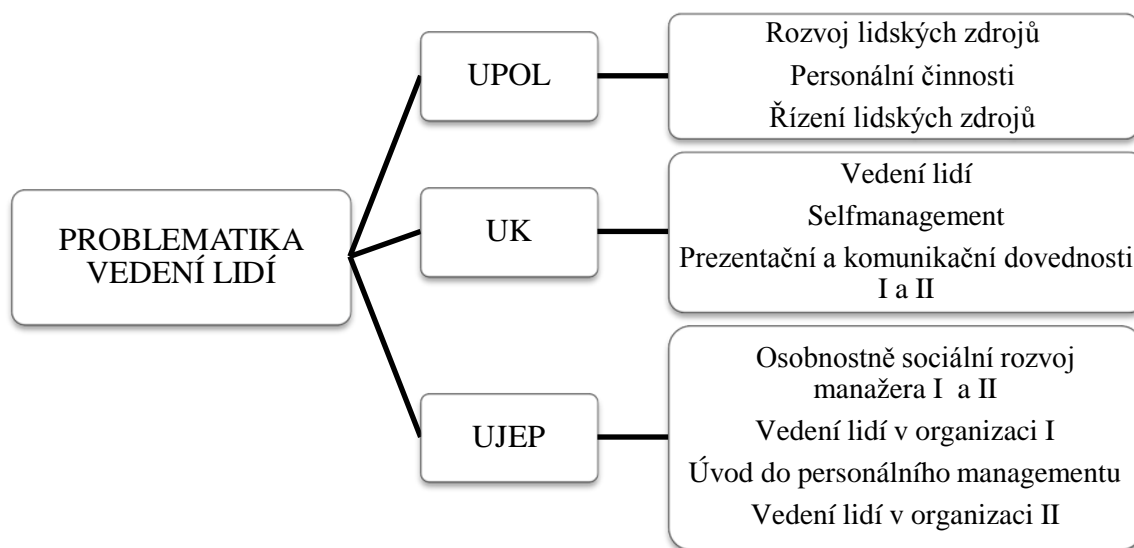 PROBLEMATIKA
VEDENÍ LIDÍ
UPOL
Rozvoj lidských zdrojů
Personální činnosti
Řízení lidských zdrojů
UK
Vedení lidí
Selfmanagement
Prezentační a komunikační dovednosti
I a II
UJEP
Osobnostně sociální rozvoj
manažera I a II
Vedení lidí v organizaci I
Úvod do personálního managementu
Vedení lidí v organizaci II